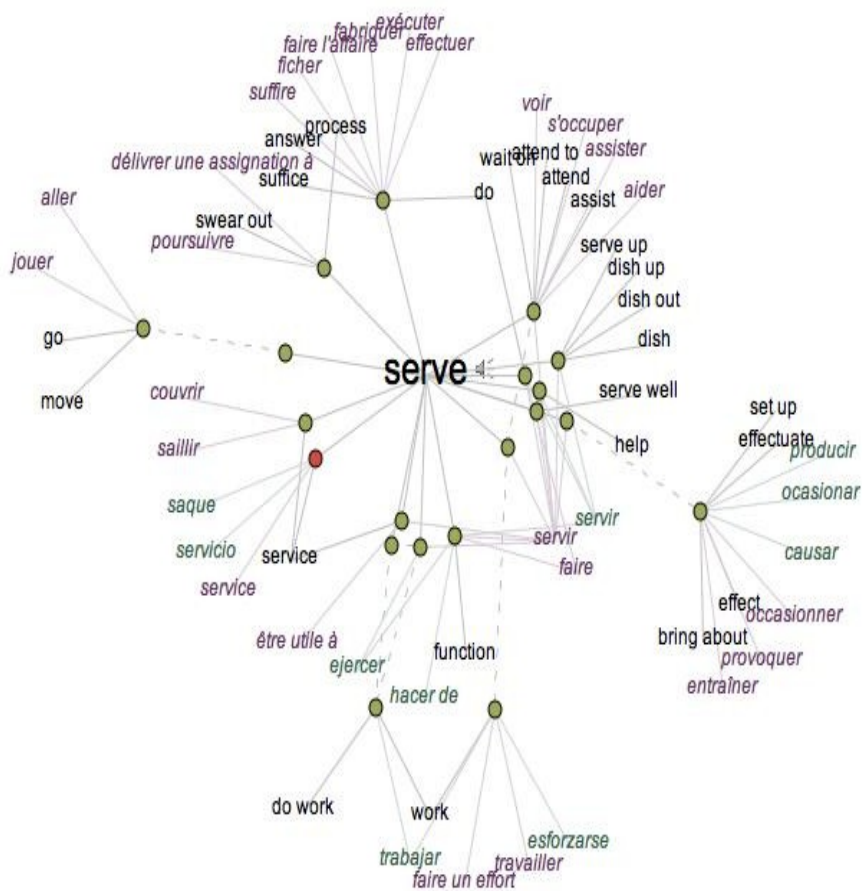 exécuter
fabriquer
faire l'affaire
effectuer
ficher
suffire
voir
process
s'occuper
answer
attend to
wait on
assister
délivrer une assignation à
suffice
attend
do
assist
aider
aller
swear out
poursuivre
serve up
dish up
jouer
dish out
go
dish
serve
move
couvrir
serve well
set up
saillir
help
effectuate
producir
saque
ocasionar
servir
servicio
service
servir
causar
service
faire
effect
occasionner
être utile à
function
bring about
ejercer
provoquer
hacer de
entraîner
do work
work
esforzarse
trabajar
travailler
faire un effort